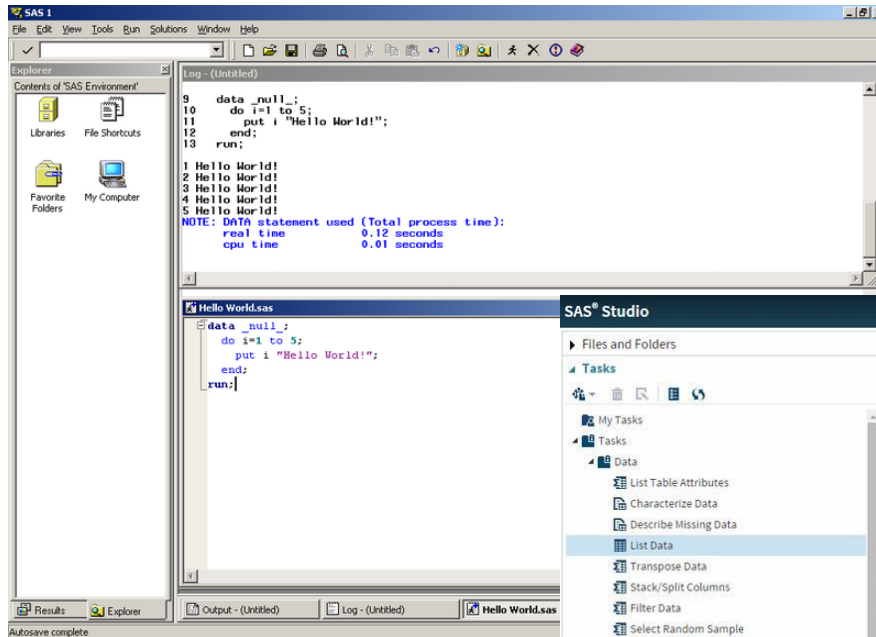 SAS 1
File Edit View Tools Run Solutions Window Help
Explorer
Contents of 'SAS Environment'
Libraries
File Shortcuts
Favorite Folders
My Computer
Log - (Untitled)
9 data _null_;
10 do i=1 to 5;
11 put i "Hello World!";
12 end;
13 run;
1 Hello World!
2 Hello World!
3 Hello World!
4 Hello World!
5 Hello World!
NOTE: DATA statement used (Total process time):
real time 0.12 seconds
cpu time 0.01 seconds
Hello World.sas
data _null_;
do i=1 to 5;
put i "Hello World!";
end;
run;
SAS® Studio
Files and Folders
Tasks
My Tasks
Tasks
Data
List Table Attributes
Characterize Data
Describe Missing Data
List Data
Transpose Data
Stack/Split Columns
Filter Data
Select Random Sample
Results
Explorer
Output - (Untitled)
Log - (Untitled)
Hello World.sas
Autosave complete